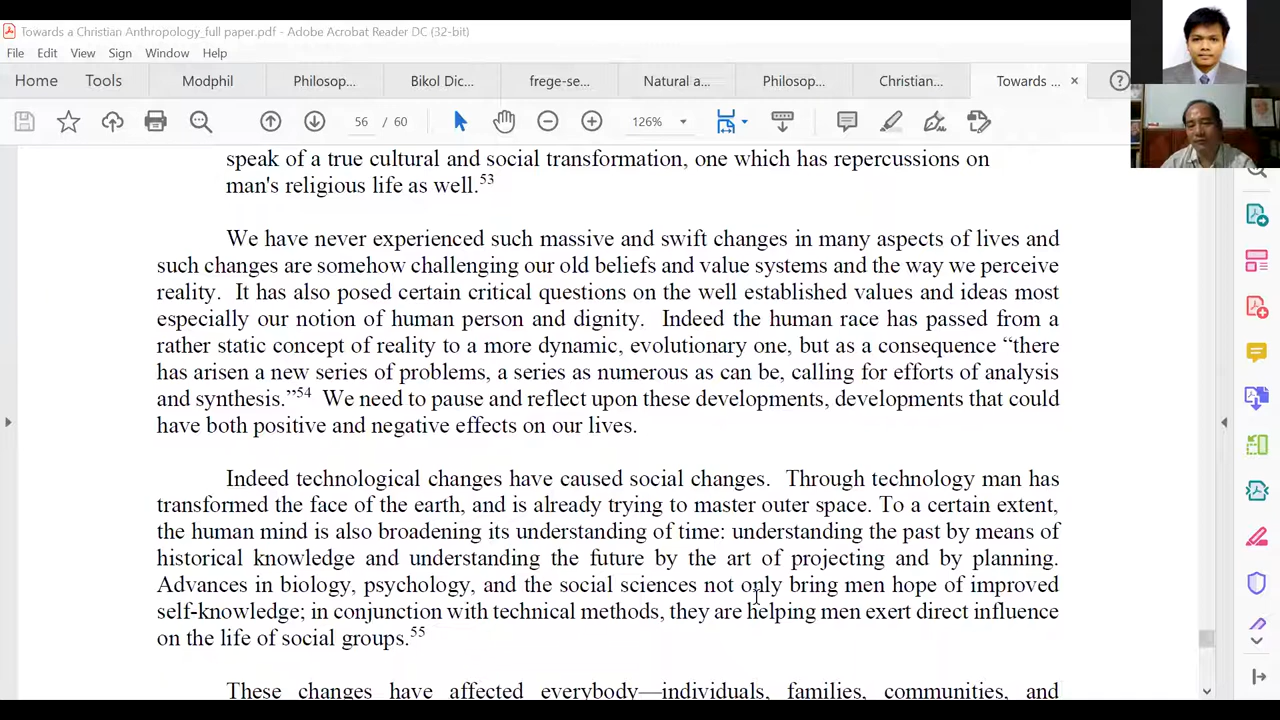 Towards a Christian Anthropology_full paper.pdf - Adobe Acrobat Reader DC (32-bit)
File Edit View Sign Window Help
Home Tools Modphil Philosop... Bikol Dic... frege-se... Natural a... Philosop... Christian... Towards ... ×
56 / 60 126%
speak of a true cultural and social transformation, one which has repercussions on
man's religious life as well.53
We have never experienced such massive and swift changes in many aspects of lives and
such changes are somehow challenging our old beliefs and value systems and the way we perceive
reality. It has also posed certain critical questions on the well established values and ideas most
especially our notion of human person and dignity. Indeed the human race has passed from a
rather static concept of reality to a more dynamic, evolutionary one, but as a consequence “there
has arisen a new series of problems, a series as numerous as can be, calling for efforts of analysis
and synthesis.”54 We need to pause and reflect upon these developments, developments that could
have both positive and negative effects on our lives.
Indeed technological changes have caused social changes. Through technology man has
transformed the face of the earth, and is already trying to master outer space. To a certain extent,
the human mind is also broadening its understanding of time: understanding the past by means of
historical knowledge and understanding the future by the art of projecting and by planning.
Advances in biology, psychology, and the social sciences not only bring men hope of improved
self-knowledge; in conjunction with technical methods, they are helping men exert direct influence
on the life of social groups.55
These changes have affected everybody—individuals, families, communities, and